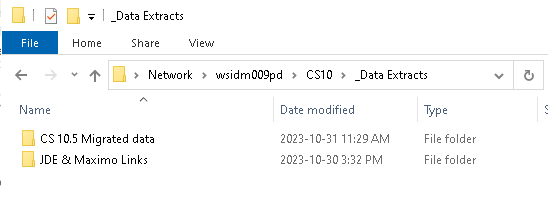 _Data Extracts
File Home Share View
Network wsidm009pd CS10 _Data Extracts
Name Date modified Type S
CS 10.5 Migrated data 2023-10-31 11:29 AM File folder
JDE & Maximo Links 2023-10-30 3:32 PM File folder